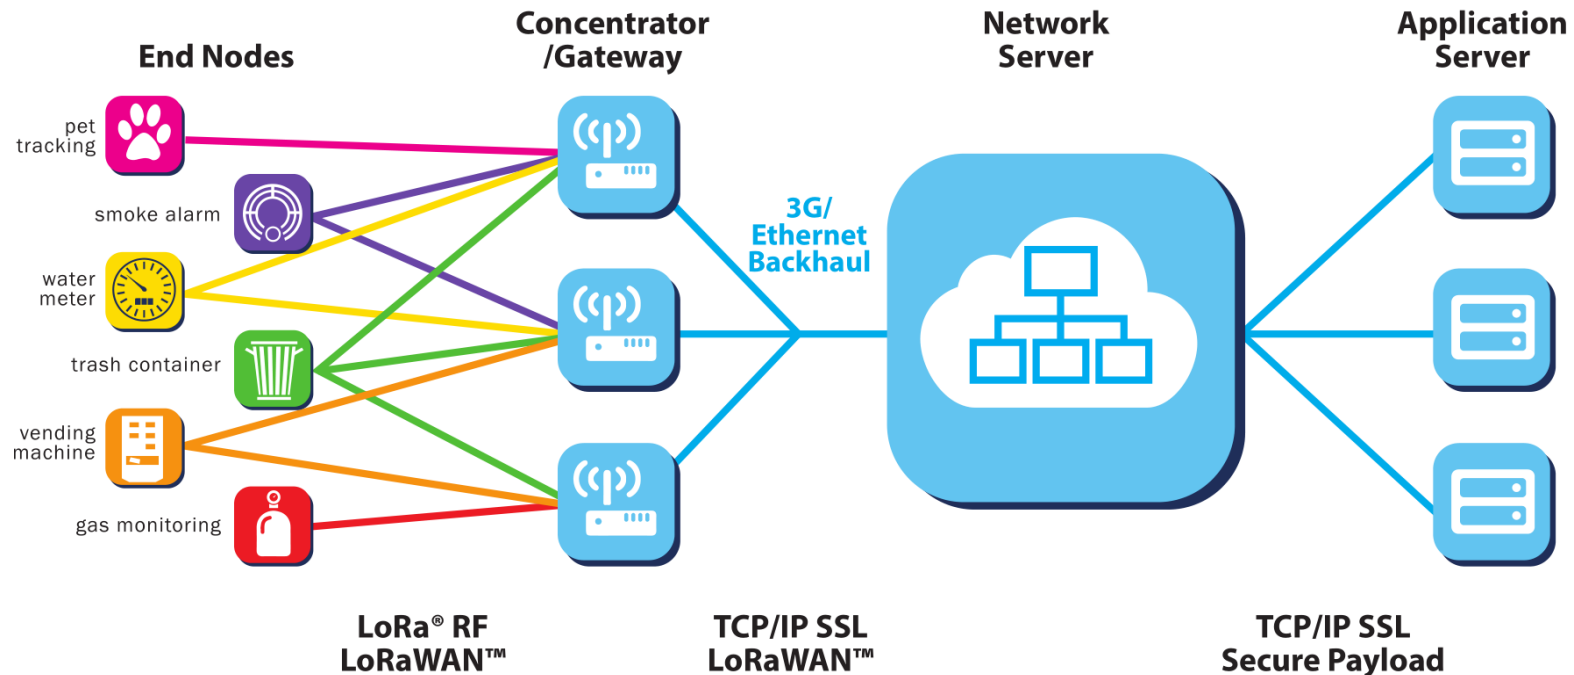 End Nodes
Concentrator
/Gateway
Network
Server
Application
Server
pet
tracking
smoke alarm
water
meter
trash container
vending
machine
gas monitoring
3G/
Ethernet
Backhaul
LoRa® RF
LoRaWAN™
TCP/IP SSL
LoRaWAN™
TCP/IP SSL
Secure Payload